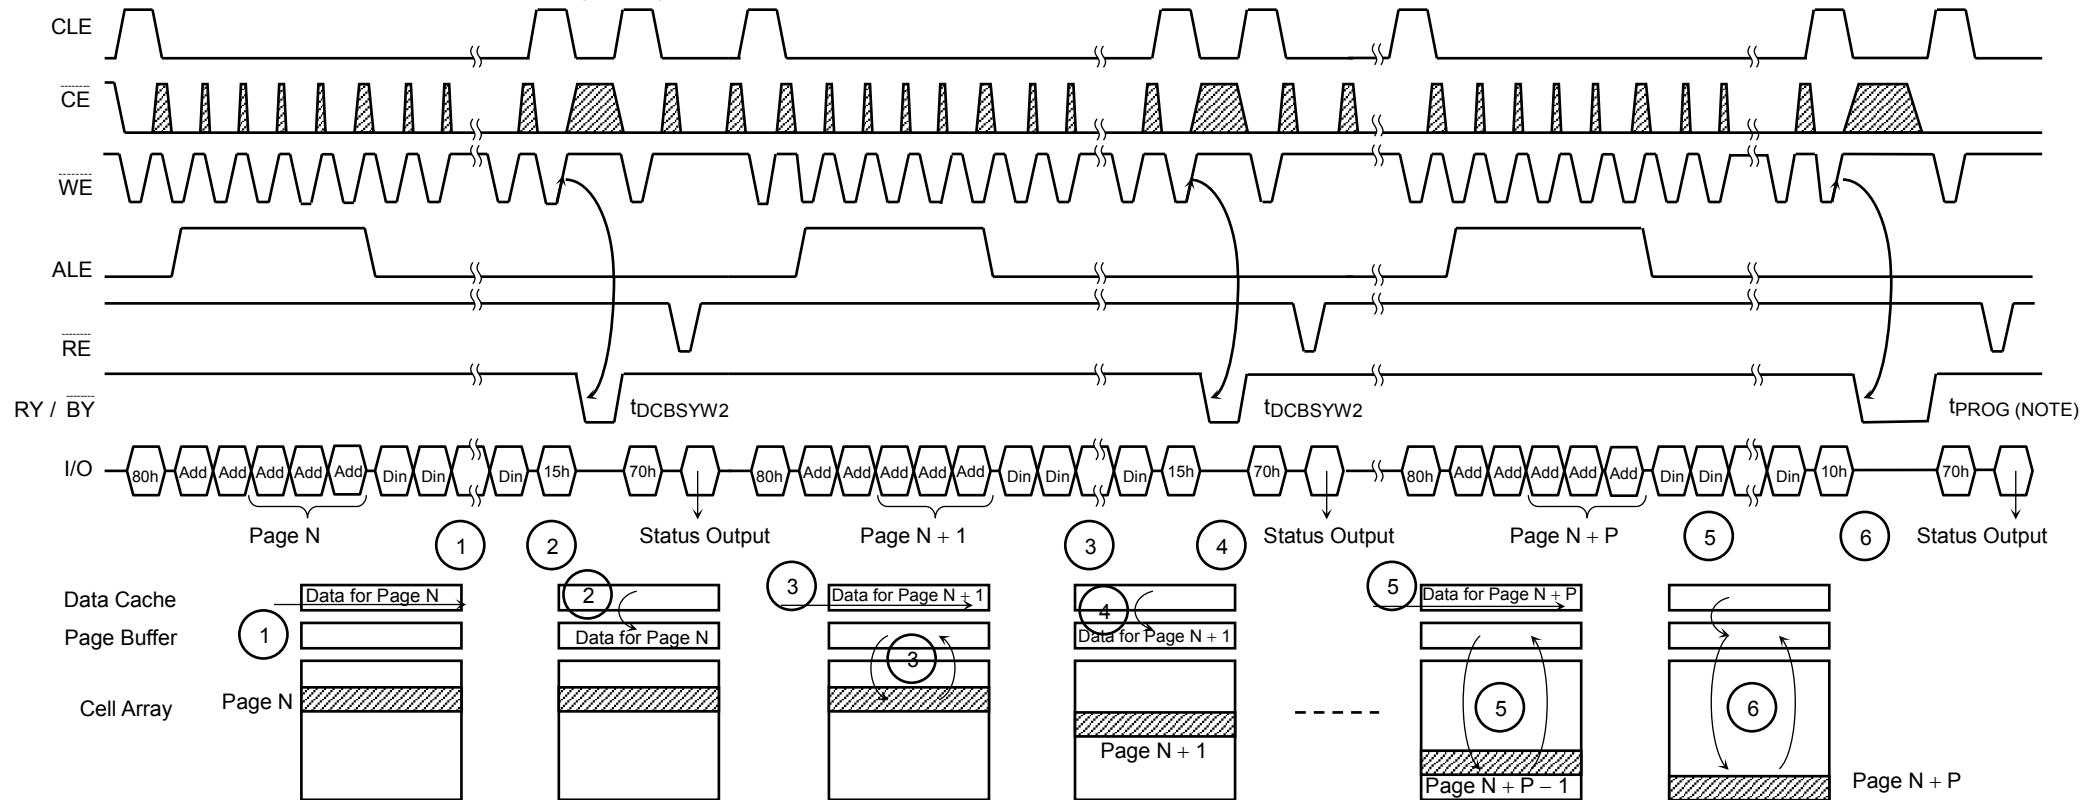 CLE
CE
WE
ALE
RE
RY / BY tDCBSYW2 tDCBSYW2 tPROG (NOTE)
I/O 80h Add Add Add Add Add Din Din Din 15h 70h 80h Add Add Add Add Add Din Din Din 15h 70h 80h Add Add Add Add Add Din Din Din 10h 70h
Page N 1 2 Status Output Page N + 1 3 4 Status Output Page N + P 5 6 Status Output
Data Cache Data for Page N 2 3 Data for Page N + 1 4 5 Data for Page N + P
Page Buffer 1 Data for Page N 3 Data for Page N + 1
Cell Array Page N 5 6
Page N + 1
Page N + P − 1 Page N + P